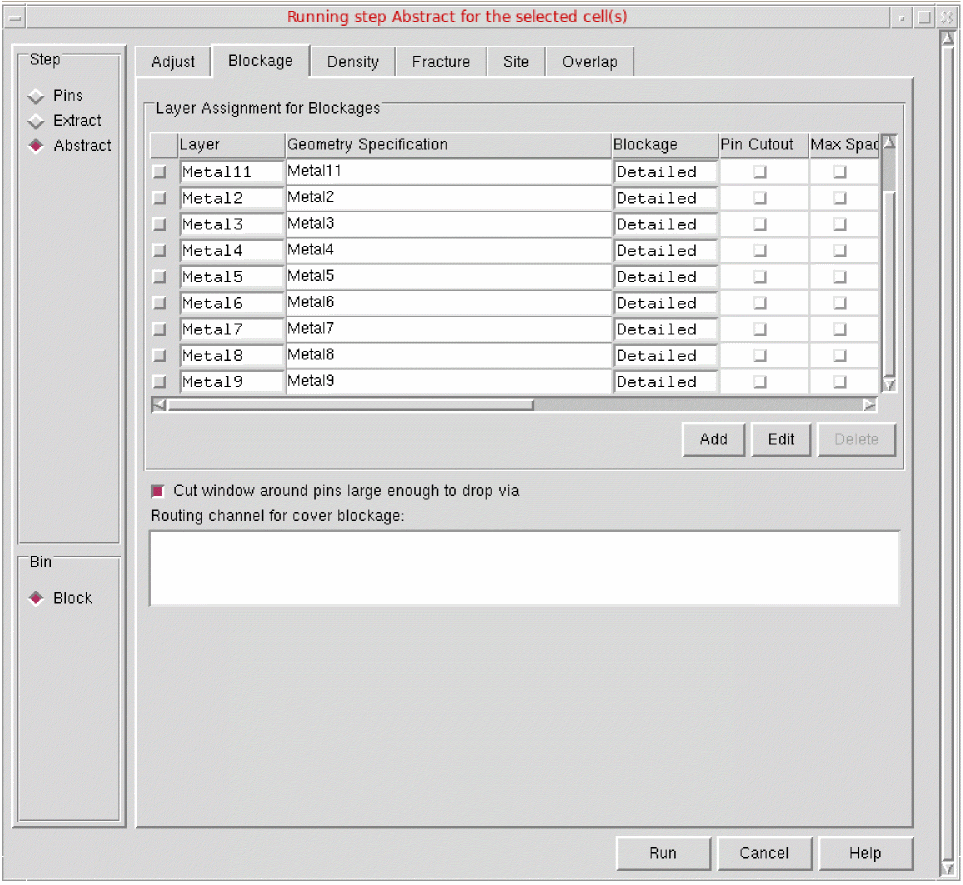 Running step Abstract for the selected cell(s)
Step
Pins
Extract
Abstract
Bin
Block
Adjust Blockage Density Fracture Site Overlap
Layer Assignment for Blockages
Layer Geometry Specification Blockage Pin Cutout Max Spac
Metal11 Metal11 Detailed
Metal2 Metal2 Detailed
Metal3 Metal3 Detailed
Metal4 Metal4 Detailed
Metal5 Metal5 Detailed
Metal6 Metal6 Detailed
Metal7 Metal7 Detailed
Metal8 Metal8 Detailed
Metal9 Metal9 Detailed
Add Edit Delete
Cut window around pins large enough to drop via
Routing channel for cover blockage:
Run Cancel Help